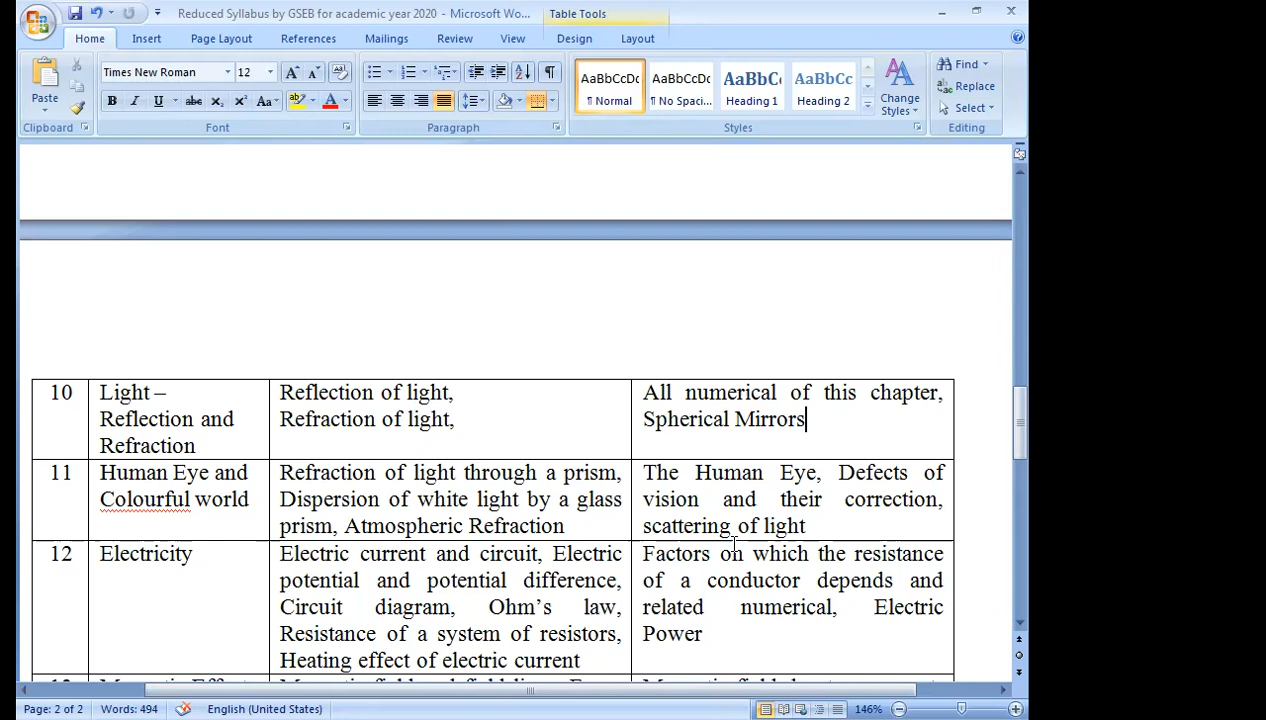 Reduced Syllabus by GSEB for academic year 2020 - Microsoft Wo...
Table Tools
Home Insert Page Layout References Mailings Review View Design Layout
Paste
Clipboard
Times New Roman 12
B I U abc X₂ X² Aa
Font
Paragraph
AaBbCcDc AaBbCcDc AaBbC AaBbCc
¶ Normal ¶ No Spaci... Heading 1 Heading 2
Change
Styles
Styles
Find
Replace
Select
Editing
10 Light – Reflection of light, All numerical of this chapter,
Reflection and Refraction of light, Spherical Mirrors
Refraction
11 Human Eye and Refraction of light through a prism, The Human Eye, Defects of
Colourful world Dispersion of white light by a glass vision and their correction,
prism, Atmospheric Refraction scattering of light
12 Electricity Electric current and circuit, Electric Factors on which the resistance
potential and potential difference, of a conductor depends and
Circuit diagram, Ohm's law, related numerical, Electric
Resistance of a system of resistors, Power
Heating effect of electric current
Page: 2 of 2 Words: 494 English (United States) 146%